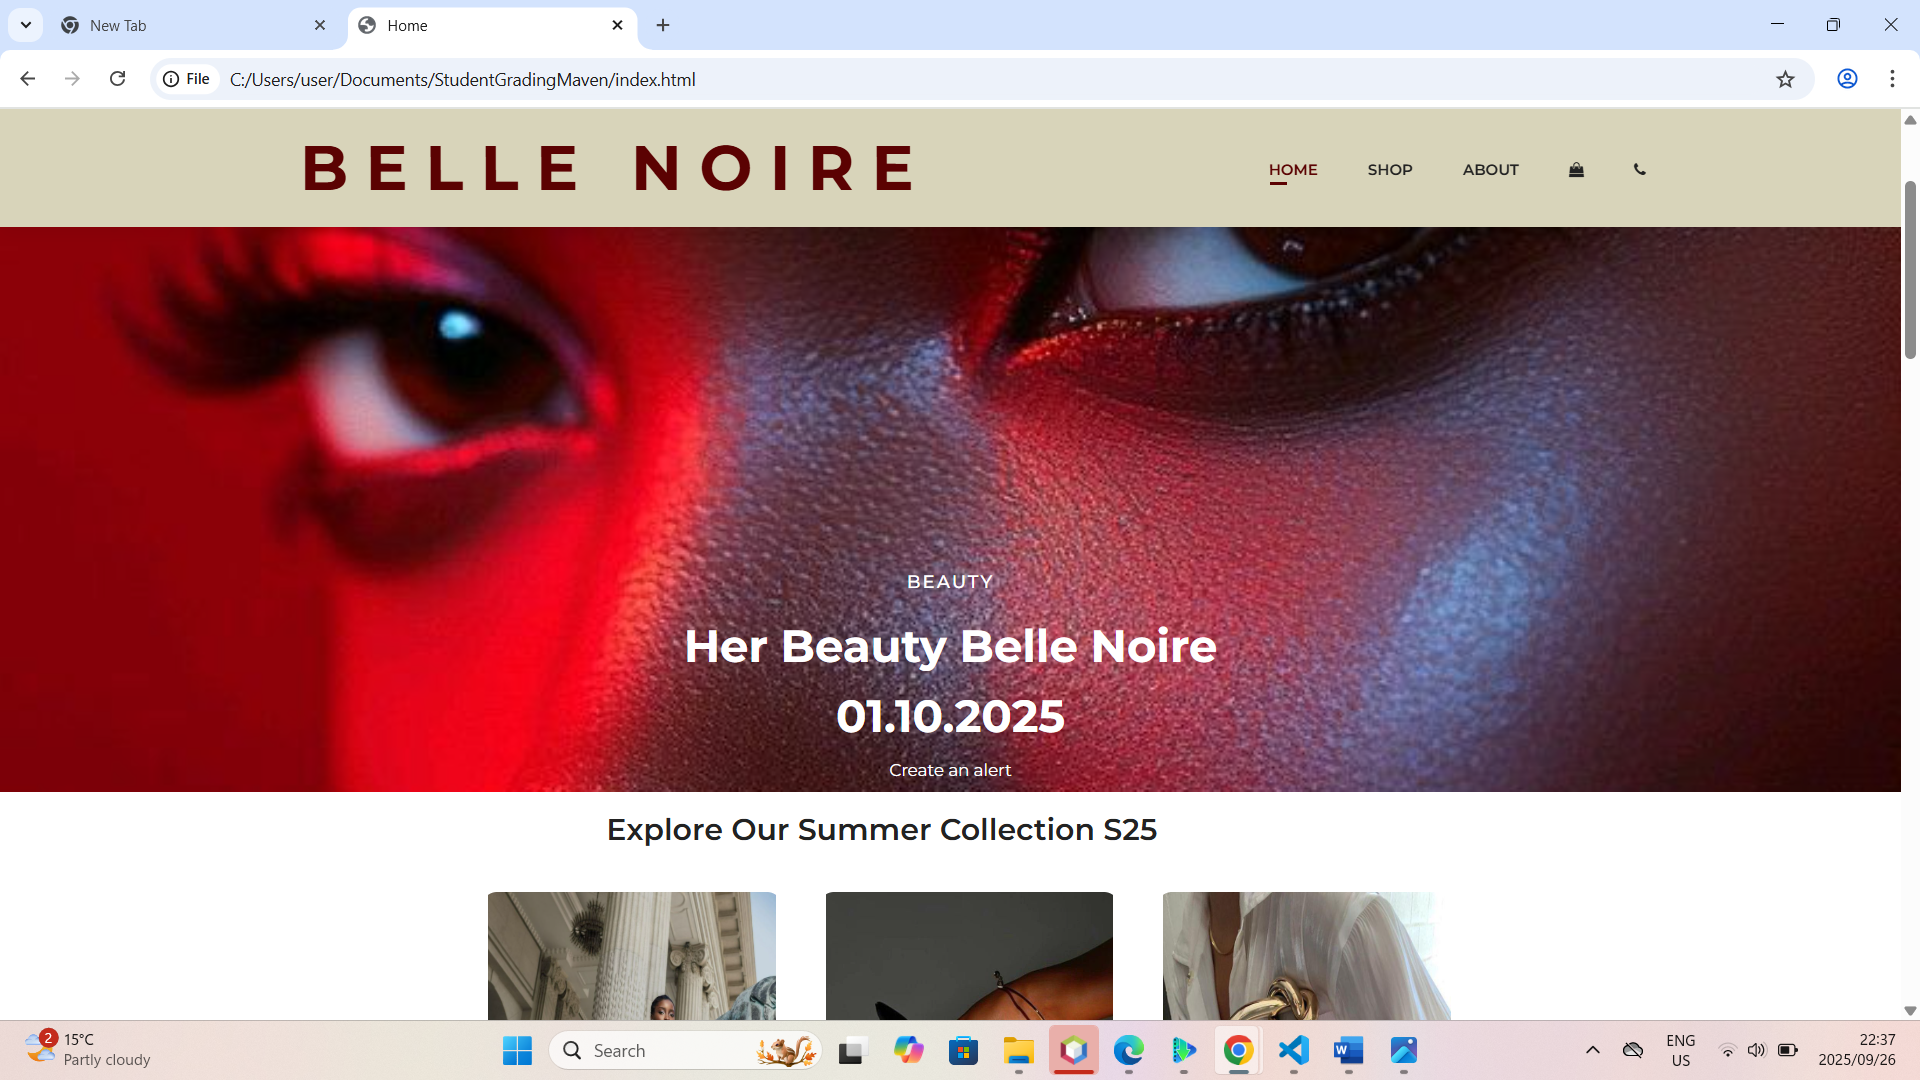 New Tab
Home
File
C:/Users/user/Documents/StudentGradingMaven/index.html
BELLE NOIRE
HOME
SHOP
ABOUT
BEAUTY
Her Beauty Belle Noire
01.10.2025
Create an alert
Explore Our Summer Collection S25
2
15°C
Partly cloudy
Search
W
ENG
US
22:37
2025/09/26